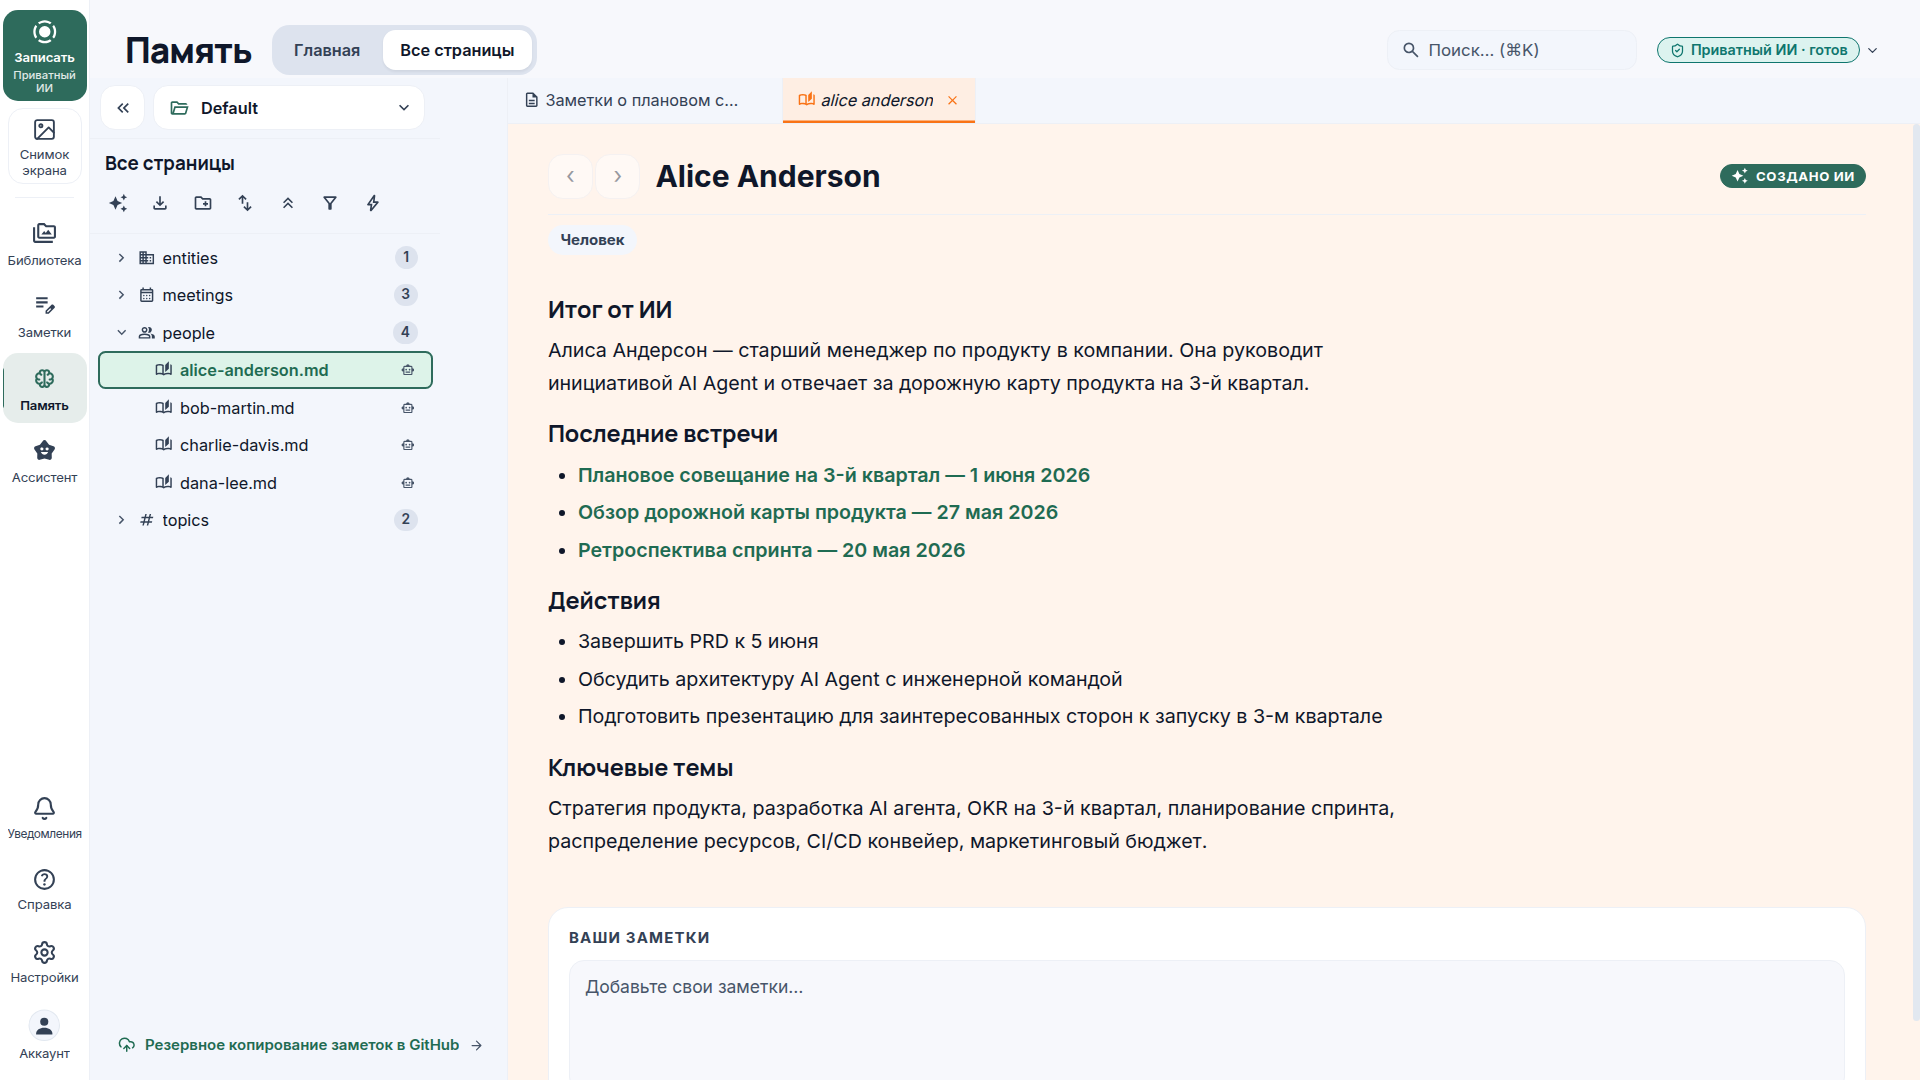 Записать
Приватный
ИИ
Снимок
экрана
Библиотека
Заметки
Память
Ассистент
Уведомления
Справка
Настройки
Аккаунт
Память
Главная
Все страницы
Поиск... (⌘K)
Приватный ИИ · готов
Default
Все страницы
entities
1
meetings
3
people
4
alice-anderson.md
bob-martin.md
charlie-davis.md
dana-lee.md
topics
2
Резервное копирование заметок в GitHub
Заметки о плановом с...
alice anderson
Alice Anderson
СОЗДАНО ИИ
Человек
Итог от ИИ
Алиса Андерсон — старший менеджер по продукту в компании. Она руководит
инициативой AI Agent и отвечает за дорожную карту продукта на 3-й квартал.
Последние встречи
Плановое совещание на 3-й квартал — 1 июня 2026
Обзор дорожной карты продукта — 27 мая 2026
Ретроспектива спринта — 20 мая 2026
Действия
Завершить PRD к 5 июня
Обсудить архитектуру AI Agent с инженерной командой
Подготовить презентацию для заинтересованных сторон к запуску в 3-м квартале
Ключевые темы
Стратегия продукта, разработка AI агента, OKR на 3-й квартал, планирование спринта,
распределение ресурсов, CI/CD конвейер, маркетинговый бюджет.
ВАШИ ЗАМЕТКИ
Добавьте свои заметки...